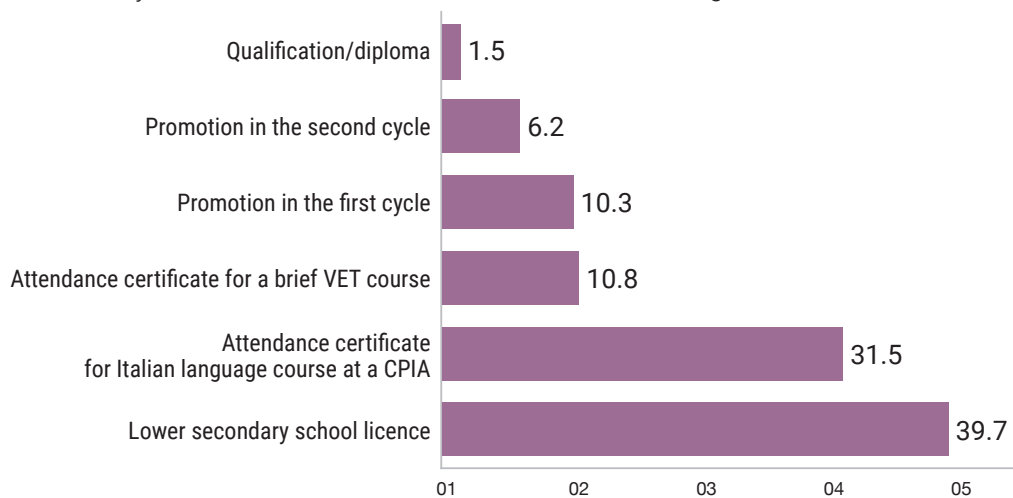 Qualification/diploma 1.5
Promotion in the second cycle 6.2
Promotion in the first cycle 10.3
Attendance certificate for a brief VET course 10.8
Attendance certificate
for Italian language course at a CPIA 31.5
Lower secondary school licence 39.7
01 02 03 04 05